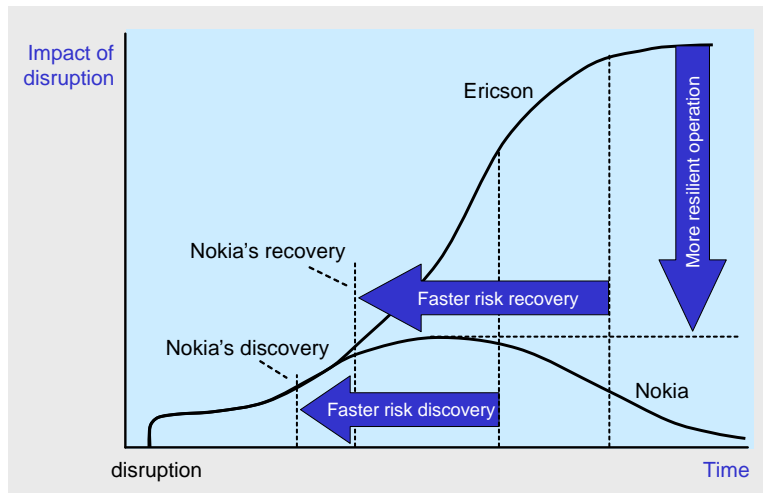 Impact of
disruption
Ericson
More resilient operation
Nokia's recovery
Faster risk recovery
Nokia's discovery
Nokia
Faster risk discovery
disruption
Time